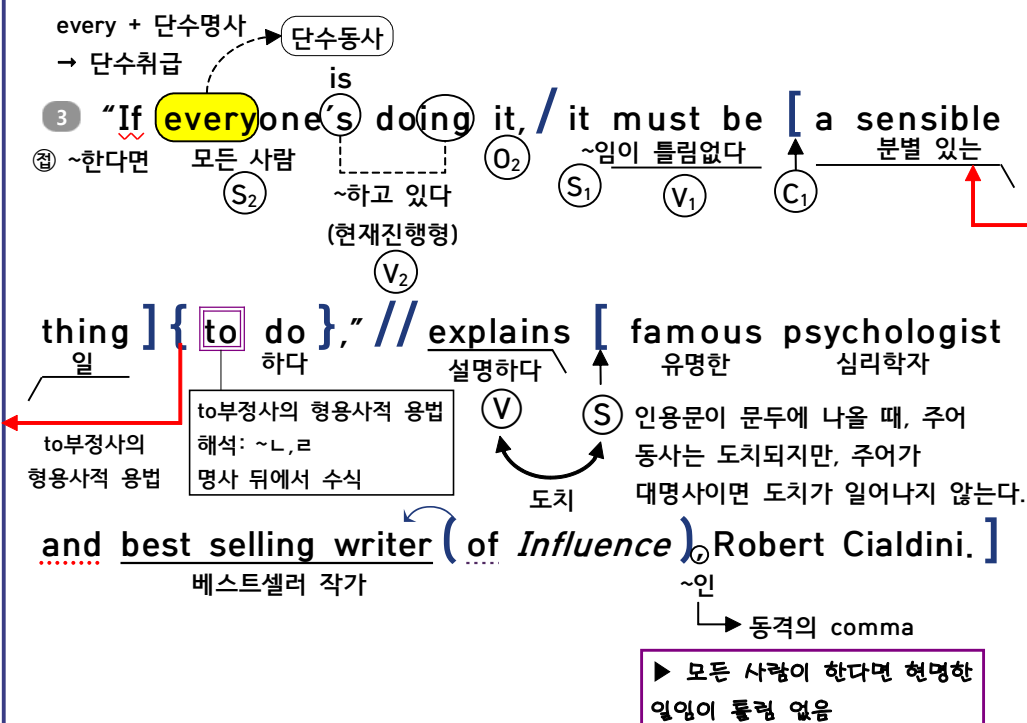 every + 단수명사
→ 단수취급
단수동사
is
3 “If everyone’s doing it, / it must be [ a sensible
접 ~한다면 모든 사람 ~임이 틀림없다 분별 있는
S₂ ~하고 있다 O₂ S₁ V₁ C₁
(현재진행형)
V₂
thing ] { to do },” // explains [ famous psychologist
일 하다 설명하다 유명한 심리학자
V S
to부정사의
형용사적 용법
to부정사의 형용사적 용법
해석: ~ㄴ,ㄹ
명사 뒤에서 수식
도치
인용문이 문두에 나올 때, 주어
동사는 도치되지만, 주어가
대명사이면 도치가 일어나지 않는다.
and best selling writer ( of Influence ), Robert Cialdini. ]
베스트셀러 작가 ~인
동격의 comma
▶ 모든 사람이 한다면 현명한
일임이 틀림 없음